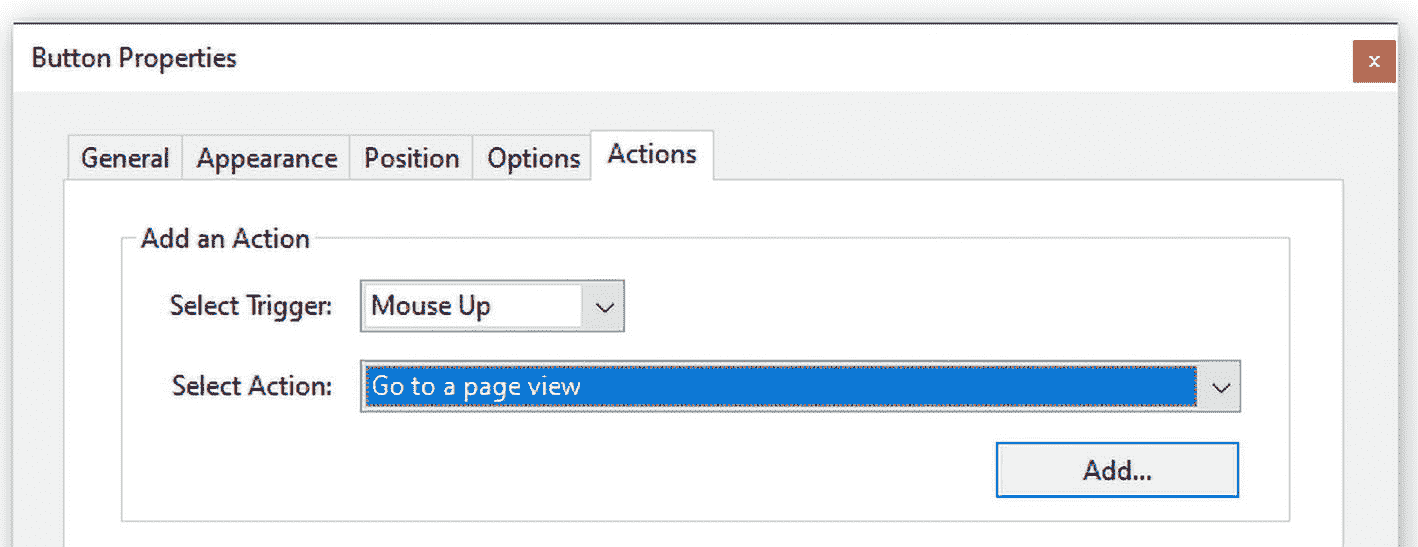 Button Properties
x
General Appearance Position Options Actions
Add an Action
Select Trigger: Mouse Up
Select Action: Go to a page view
Add...